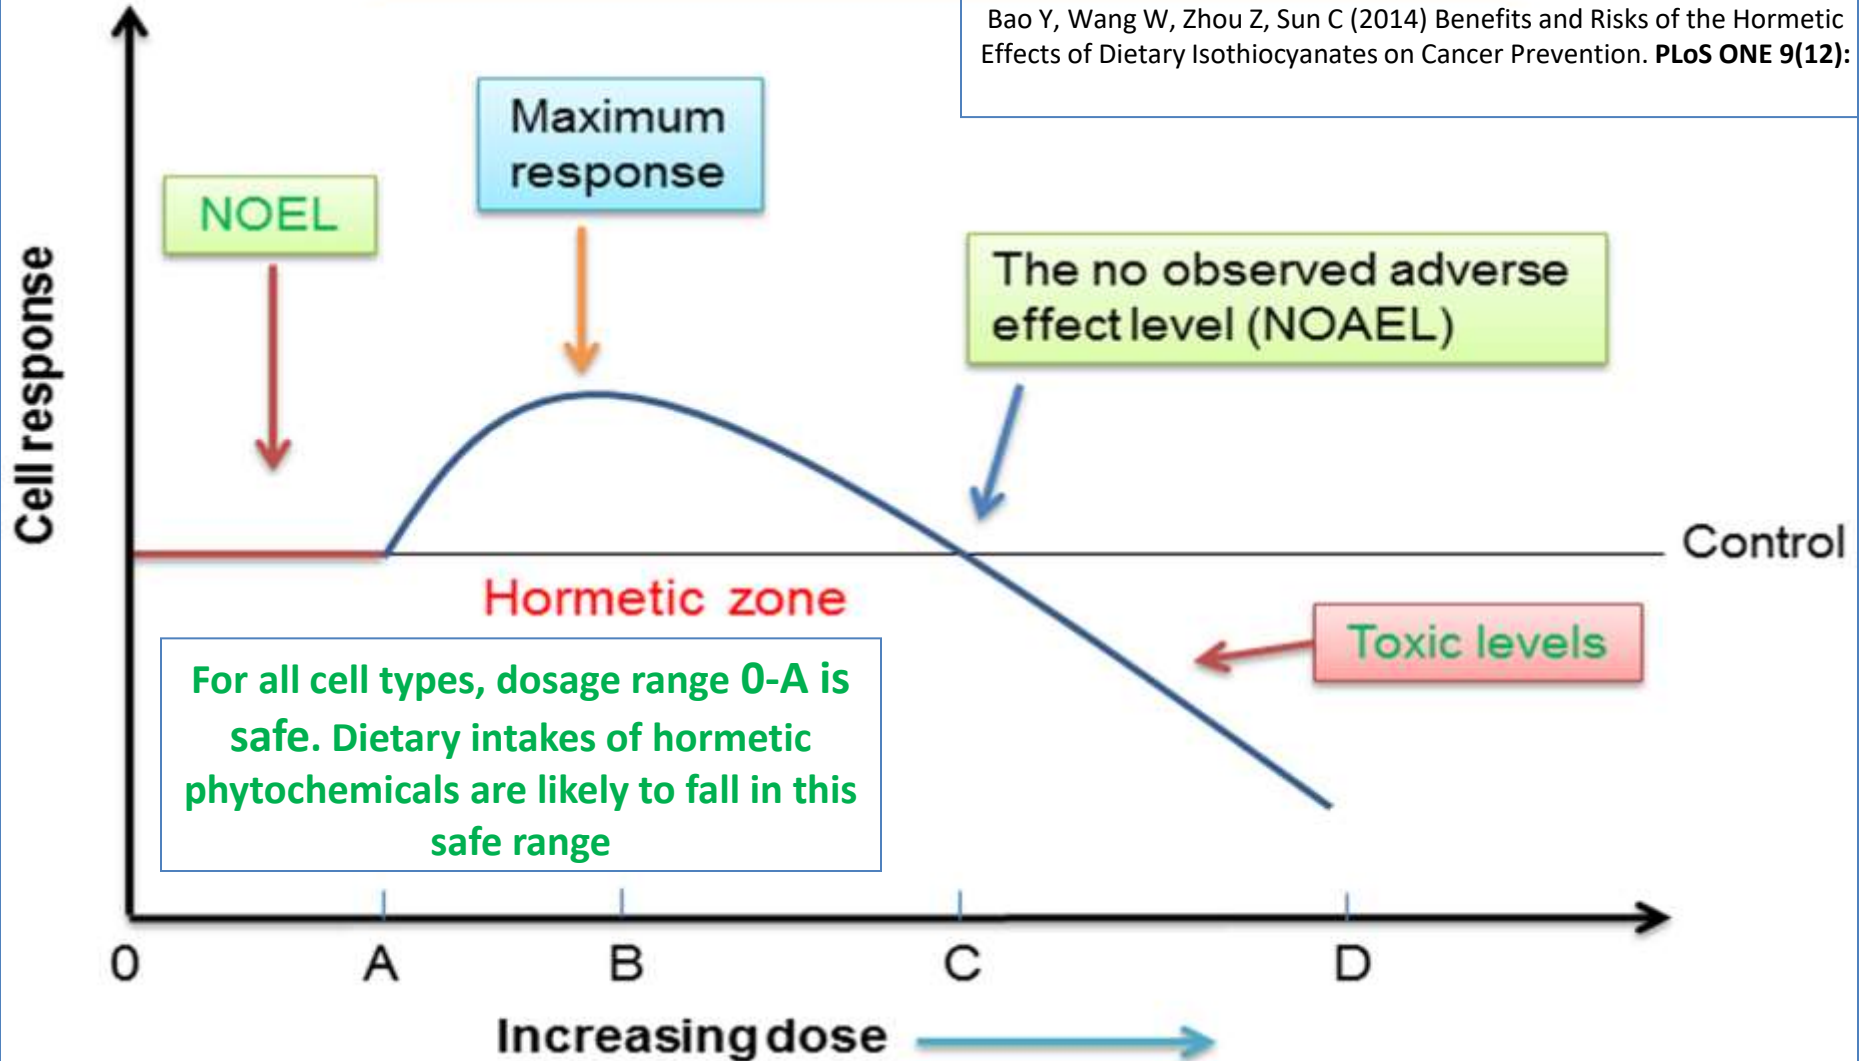 Bao Y, Wang W, Zhou Z, Sun C (2014) Benefits and Risks of the Hormetic
Effects of Dietary Isothiocyanates on Cancer Prevention. PLoS ONE 9(12):
Maximum
response
NOEL
The no observed adverse
effect level (NOAEL)
Cell response
Control
Hormetic zone
Toxic levels
For all cell types, dosage range 0-A is
safe. Dietary intakes of hormetic
phytochemicals are likely to fall in this
safe range
0 A B C D
Increasing dose